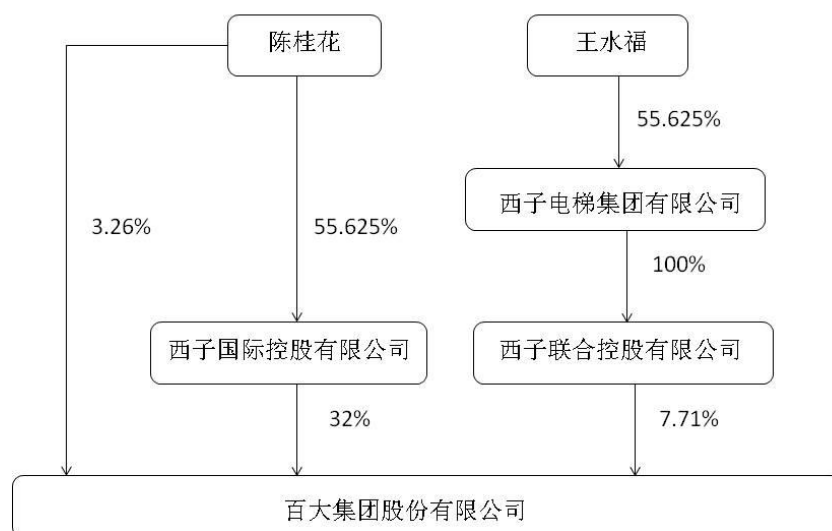 陈桂花
王水福
55.625%
西子电梯集团有限公司
3.26%
55.625%
100%
西子国际控股有限公司
西子联合控股有限公司
32%
7.71%
百大集团股份有限公司